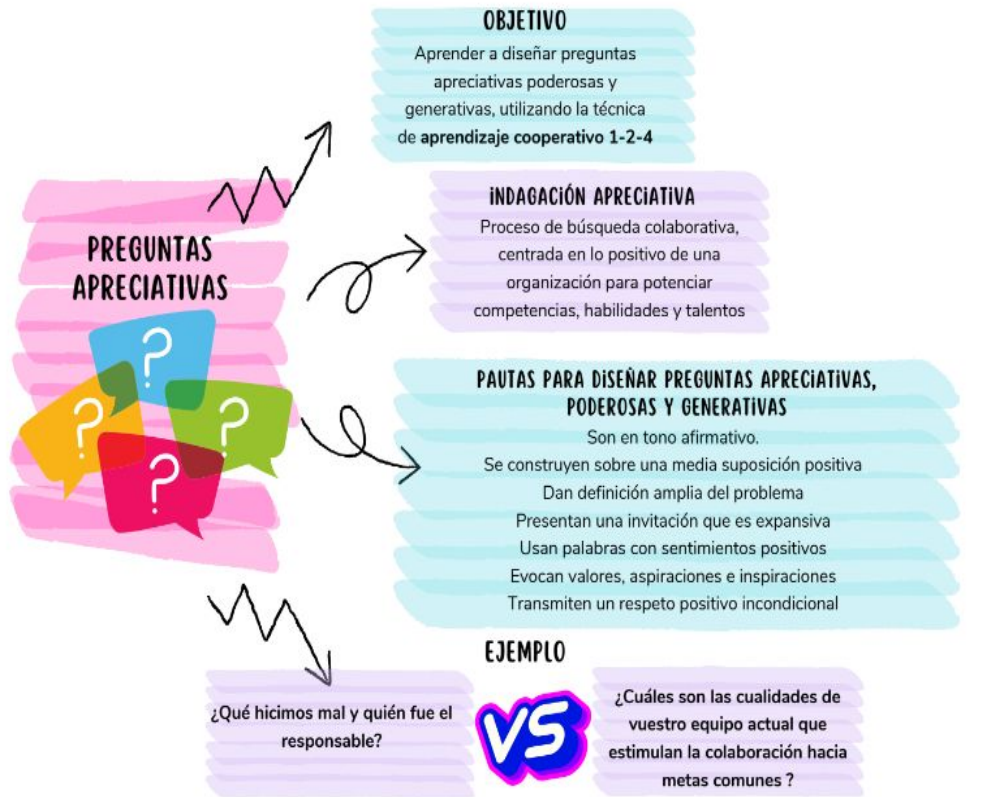 OBJETIVO
Aprender a diseñar preguntas
apreciativas poderosas y
generativas, utilizando la técnica
de aprendizaje cooperativo 1-2-4
iNDAGACIÓN APRECiATiVA
Proceso de búsqueda colaborativa,
centrada en lo positivo de una
organización para potenciar
competencias, habilidades y talentos
PREGUNTAS
APRECIATIVAS
?
?
?
?
PAUTAS PARA DiSEÑAR PREGUNTAS APRECiATiVAS,
PODEROSAS Y GENERATiVAS
Son en tono afirmativo.
Se construyen sobre una media suposición positiva
Dan definición amplia del problema
Presentan una invitación que es expansiva
Usan palabras con sentimientos positivos
Evocan valores, aspiraciones e inspiraciones
Transmiten un respeto positivo incondicional
EJEMPLO
¿Qué hicimos mal y quién fue el
responsable?
VS
¿Cuáles son las cualidades de
vuestro equipo actual que
estimulan la colaboración hacia
metas comunes ?